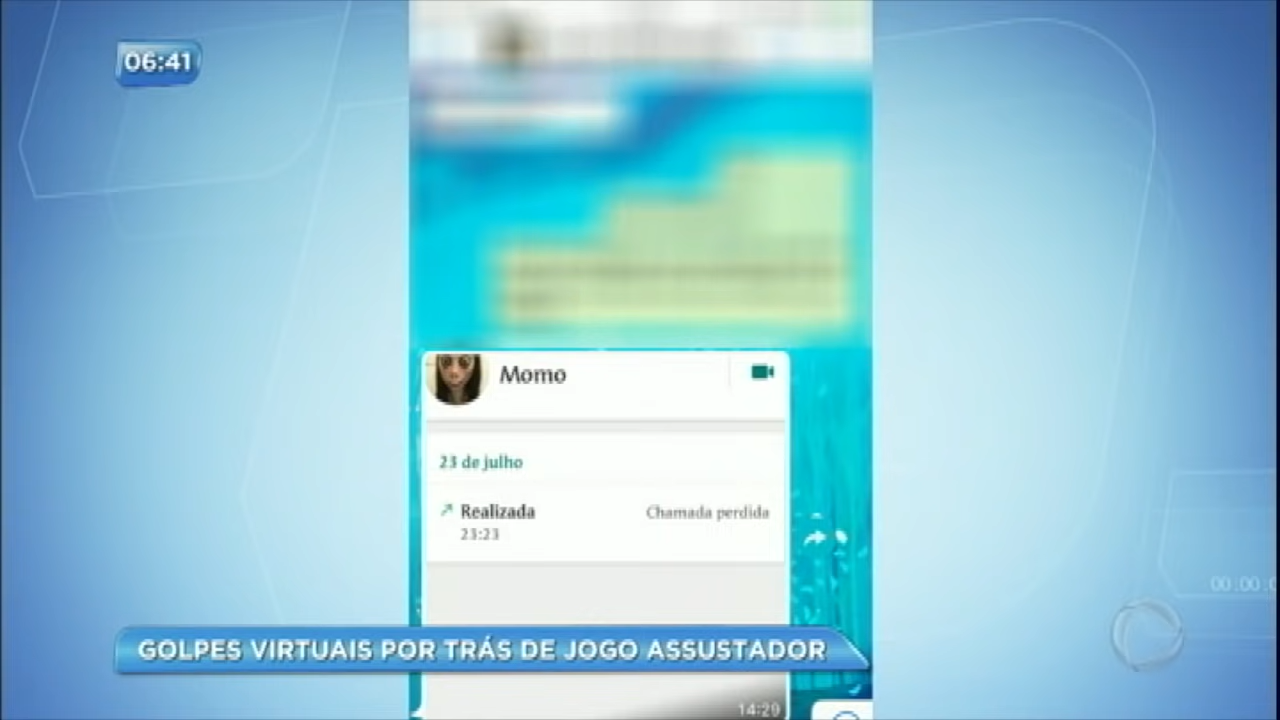 06:41
Momo
23 de julho
Realizada
Chamada perdida
23:23
00:00:0
GOLPES VIRTUAIS POR TRÁS DE JOGO ASSUSTADOR
14:29